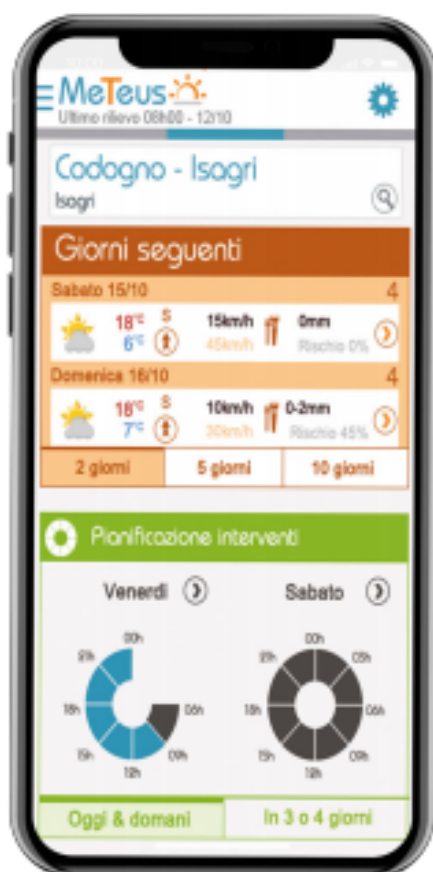 MeTeus
Ultimo rilievo 08h00 - 12/10
Codogno - Isagri
Isagri
Giorni seguenti
Sabato 15/10 4
18°C S 15km/h 0mm
6°C 45km/h Rischio 0%
Domenica 16/10 4
18°C S 10km/h 0-2mm
7°C 30km/h Rischio 45%
2 giorni 5 giorni 10 giorni
Pianificazione interventi
Venerdì Sabato
00h 00h
21h 21h 03h
18h 06h 18h 06h
15h 09h 15h 09h
12h 12h
Oggi & domani In 3 o 4 giorni